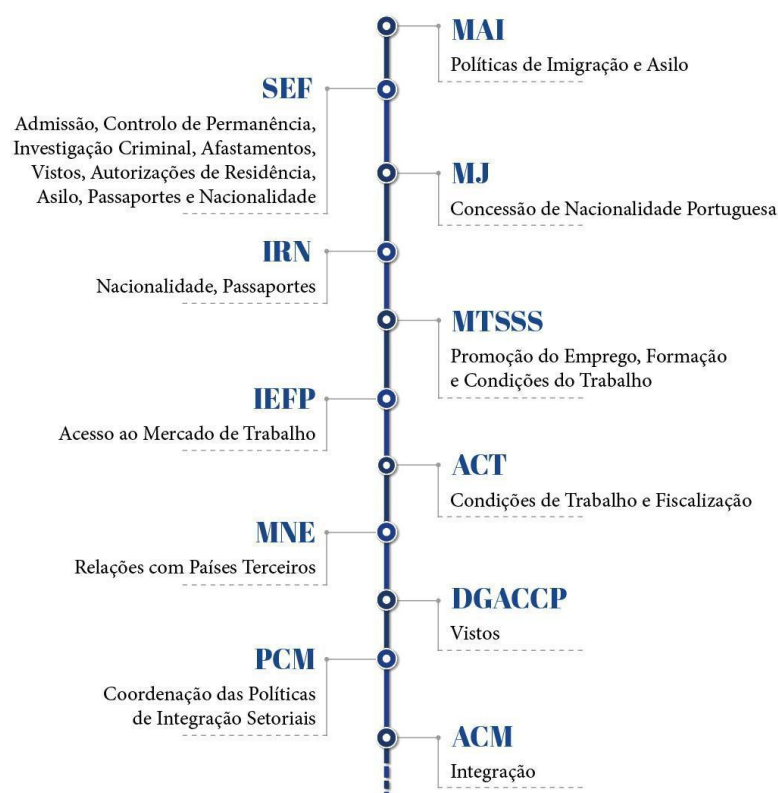 MAI
Políticas de Imigração e Asilo
SEF
Admissão, Controlo de Permanência,
Investigação Criminal, Afastamentos,
Vistos, Autorizações de Residência,
Asilo, Passaportes e Nacionalidade
MJ
Concessão de Nacionalidade Portuguesa
IRN
Nacionalidade, Passaportes
MTSSS
Promoção do Emprego, Formação
e Condições do Trabalho
IEFP
Acesso ao Mercado de Trabalho
ACT
Condições de Trabalho e Fiscalização
MNE
Relações com Países Terceiros
DGACCP
Vistos
PCM
Coordenação das Políticas
de Integração Setoriais
ACM
Integração